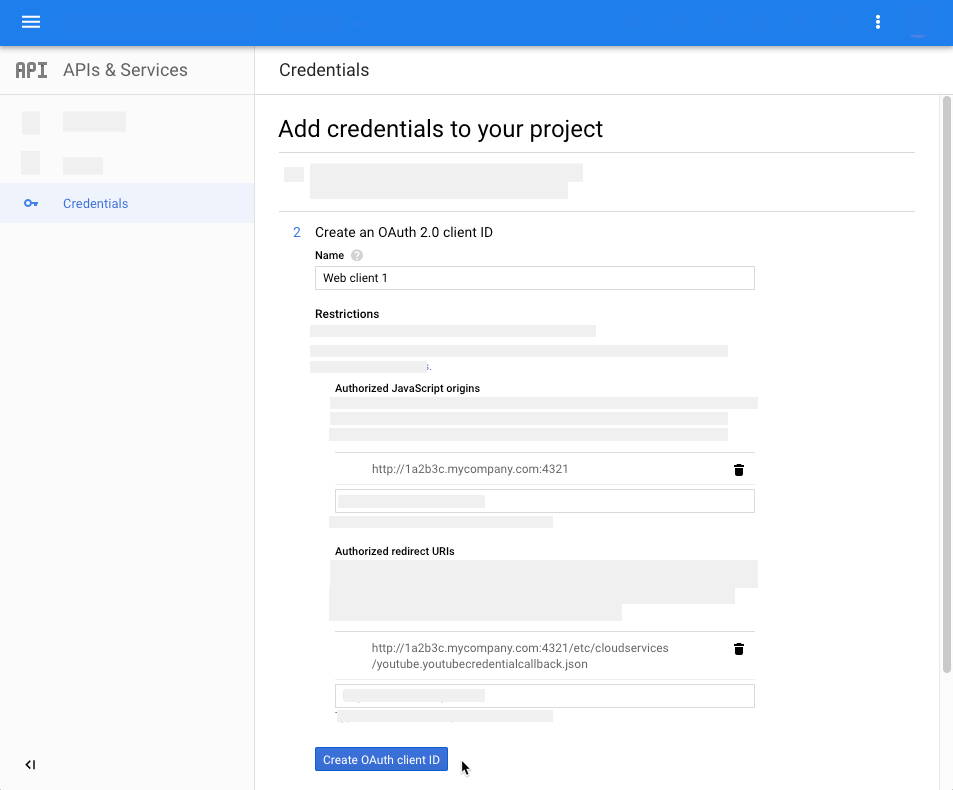 API APIs & Services
Credentials
Add credentials to your project
Credentials
2 Create an OAuth 2.0 client ID
Name ?
Web client 1
Restrictions
s.
Authorized JavaScript origins
http://1a2b3c.mycompany.com:4321
Authorized redirect URIs
http://1a2b3c.mycompany.com:4321/etc/cloudservices
/youtube.youtubecredentialcallback.json
Create OAuth client ID